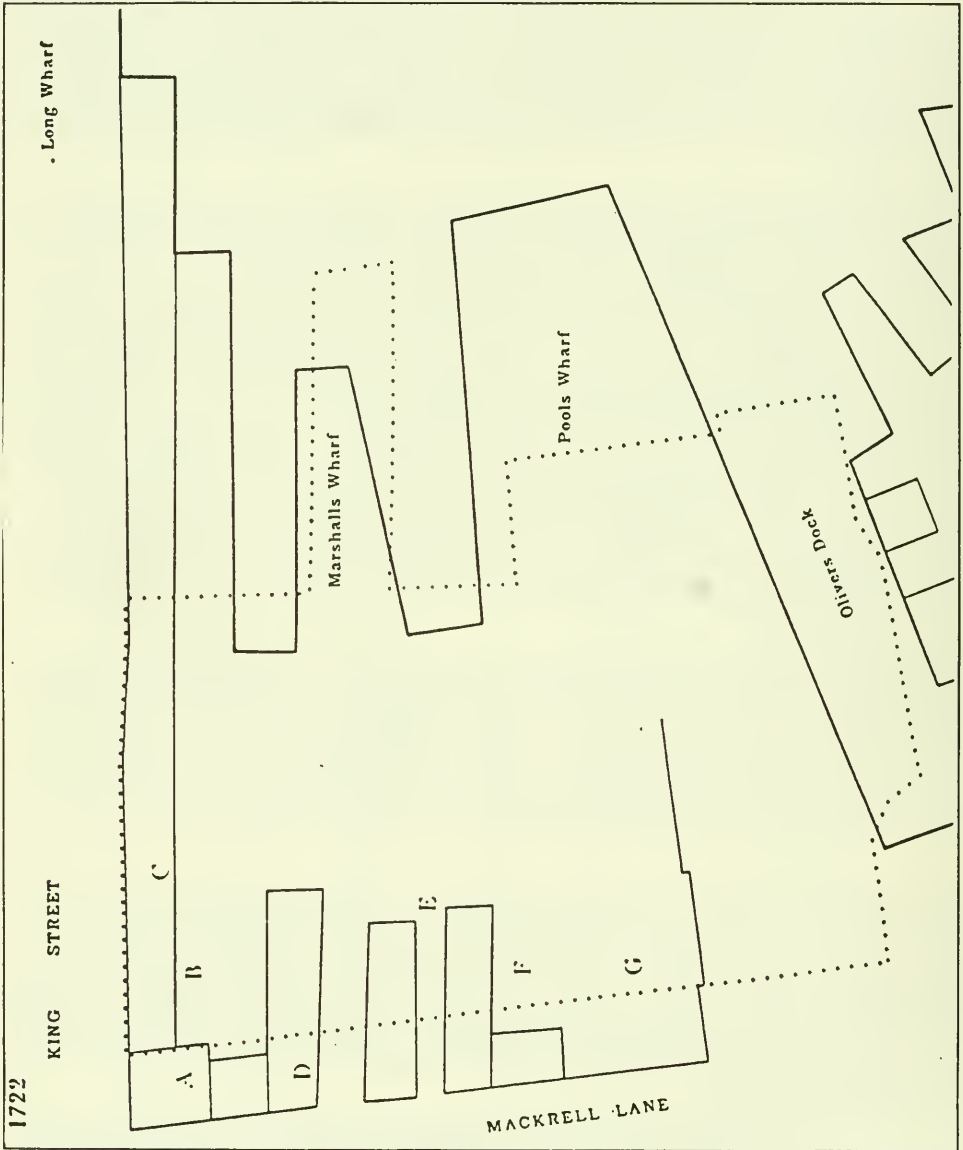 1722
KING STREET
. Long Wharf
Marshalls Wharf
Pools Wharf
Olivers Dock
A
B
C
D
E
F
G
MACKRELL LANE